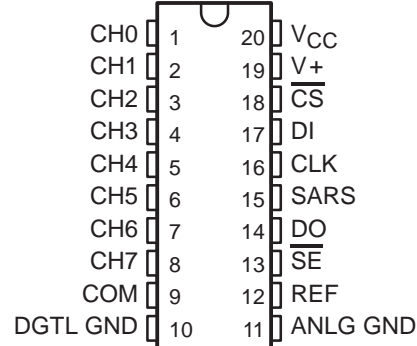 CH0 1 20 VCC
CH1 2 19 V+
CH2 3 18 CS
CH3 4 17 DI
CH4 5 16 CLK
CH5 6 15 SARS
CH6 7 14 DO
CH7 8 13 SE
COM 9 12 REF
DGTL GND 10 11 ANLG GND